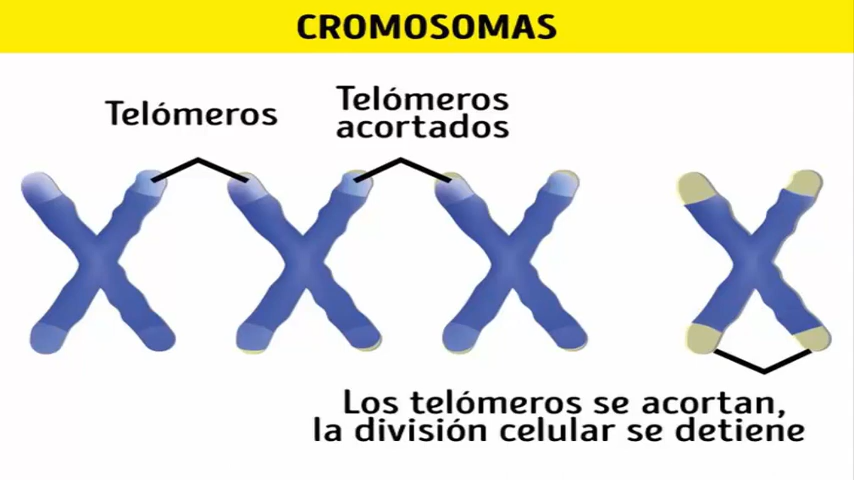 CROMOSOMAS
Telómeros
Telómeros
acortados
Los telómeros se acortan,
la división celular se detiene